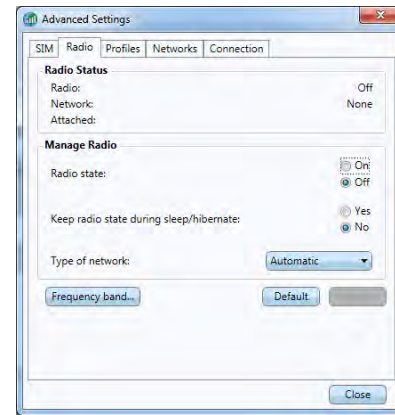 Advanced Settings
SIM Radio Profiles Networks Connection
Radio Status
Radio: Off
Network: None
Attached:
Manage Radio
Radio state: On
Off
Keep radio state during sleep/hibernate: Yes
No
Type of network: Automatic
Frequency band... Default
Close